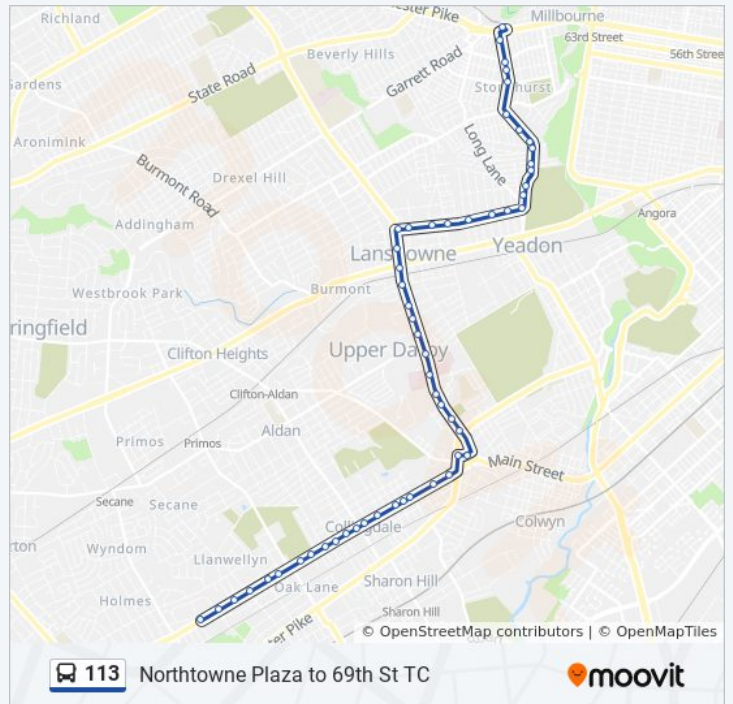 Richland
ester Pike
Millbourne
63rd Street
56th Stree
Beverly Hills
Garrett Road
State Road
Gardens
Stonehurst
Aronimink
Long Lane
Burmont Road
Drexel Hill
Angora
Addingham
Lansdowne
Yeadon
Westbrook Park
Burmont
ringfield
Clifton Heights
Upper Darby
Clifton-Aldan
Aldan
Primos
Primos
Main Street
Secane
Secane
Collingdale
Colwyn
rton
Wyndom
Llanwellyn
Oak Lane
Sharon Hill
Holmes
Sharon Hill
ter Pike
© OpenStreetMap contributors | © OpenMapTiles
113 Northtowne Plaza to 69th St TC
moovit